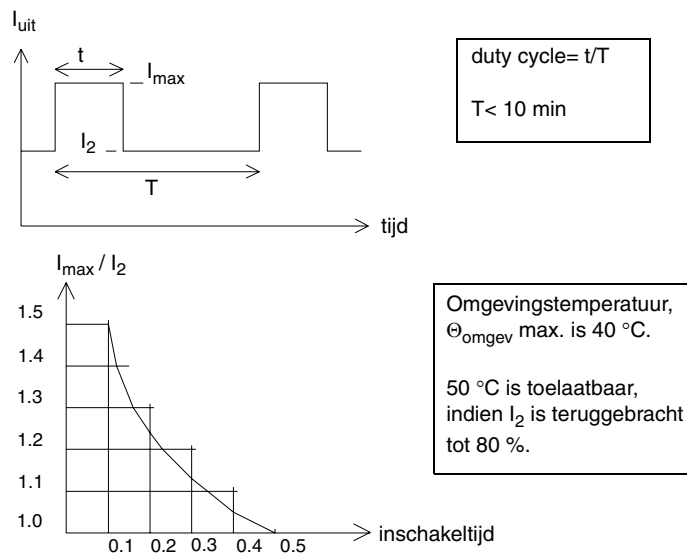 I_uit
t
I_max
I_2
T
tijd
duty cycle= t/T
T< 10 min
I_max / I_2
1.5
1.4
1.3
1.2
1.1
1.0
0.1 0.2 0.3 0.4 0.5
inschakeltijd
Omgevingstemperatuur,
Θ_omgev max. is 40 °C.
50 °C is toelaatbaar,
indien I_2 is teruggebracht
tot 80 %.